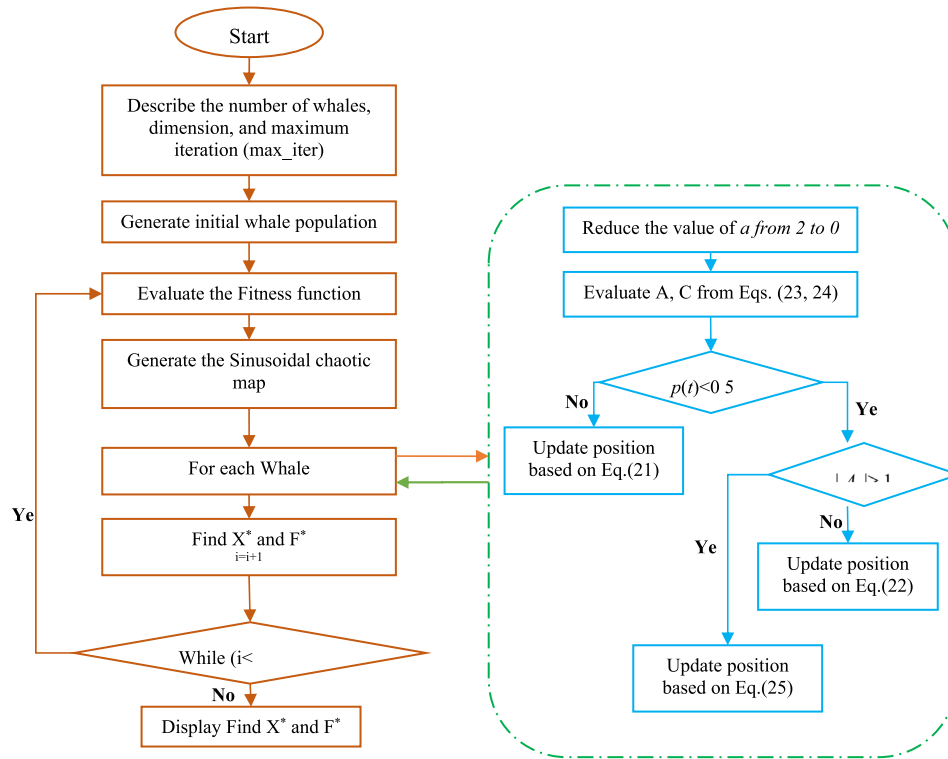 Start
Describe the number of whales,
dimension, and maximum
iteration (max_iter)
Generate initial whale population
Evaluate the Fitness function
Generate the Sinusoidal chaotic
map
For each Whale
Find X* and F*
i=i+1
Ye
While (i<
No
Display Find X* and F*
Reduce the value of a from 2 to 0
Evaluate A, C from Eqs. (23, 24)
p(t)<0 5
No
Ye
Update position
based on Eq.(21)
| A |> 1
No
Ye
Update position
based on Eq.(22)
Update position
based on Eq.(25)